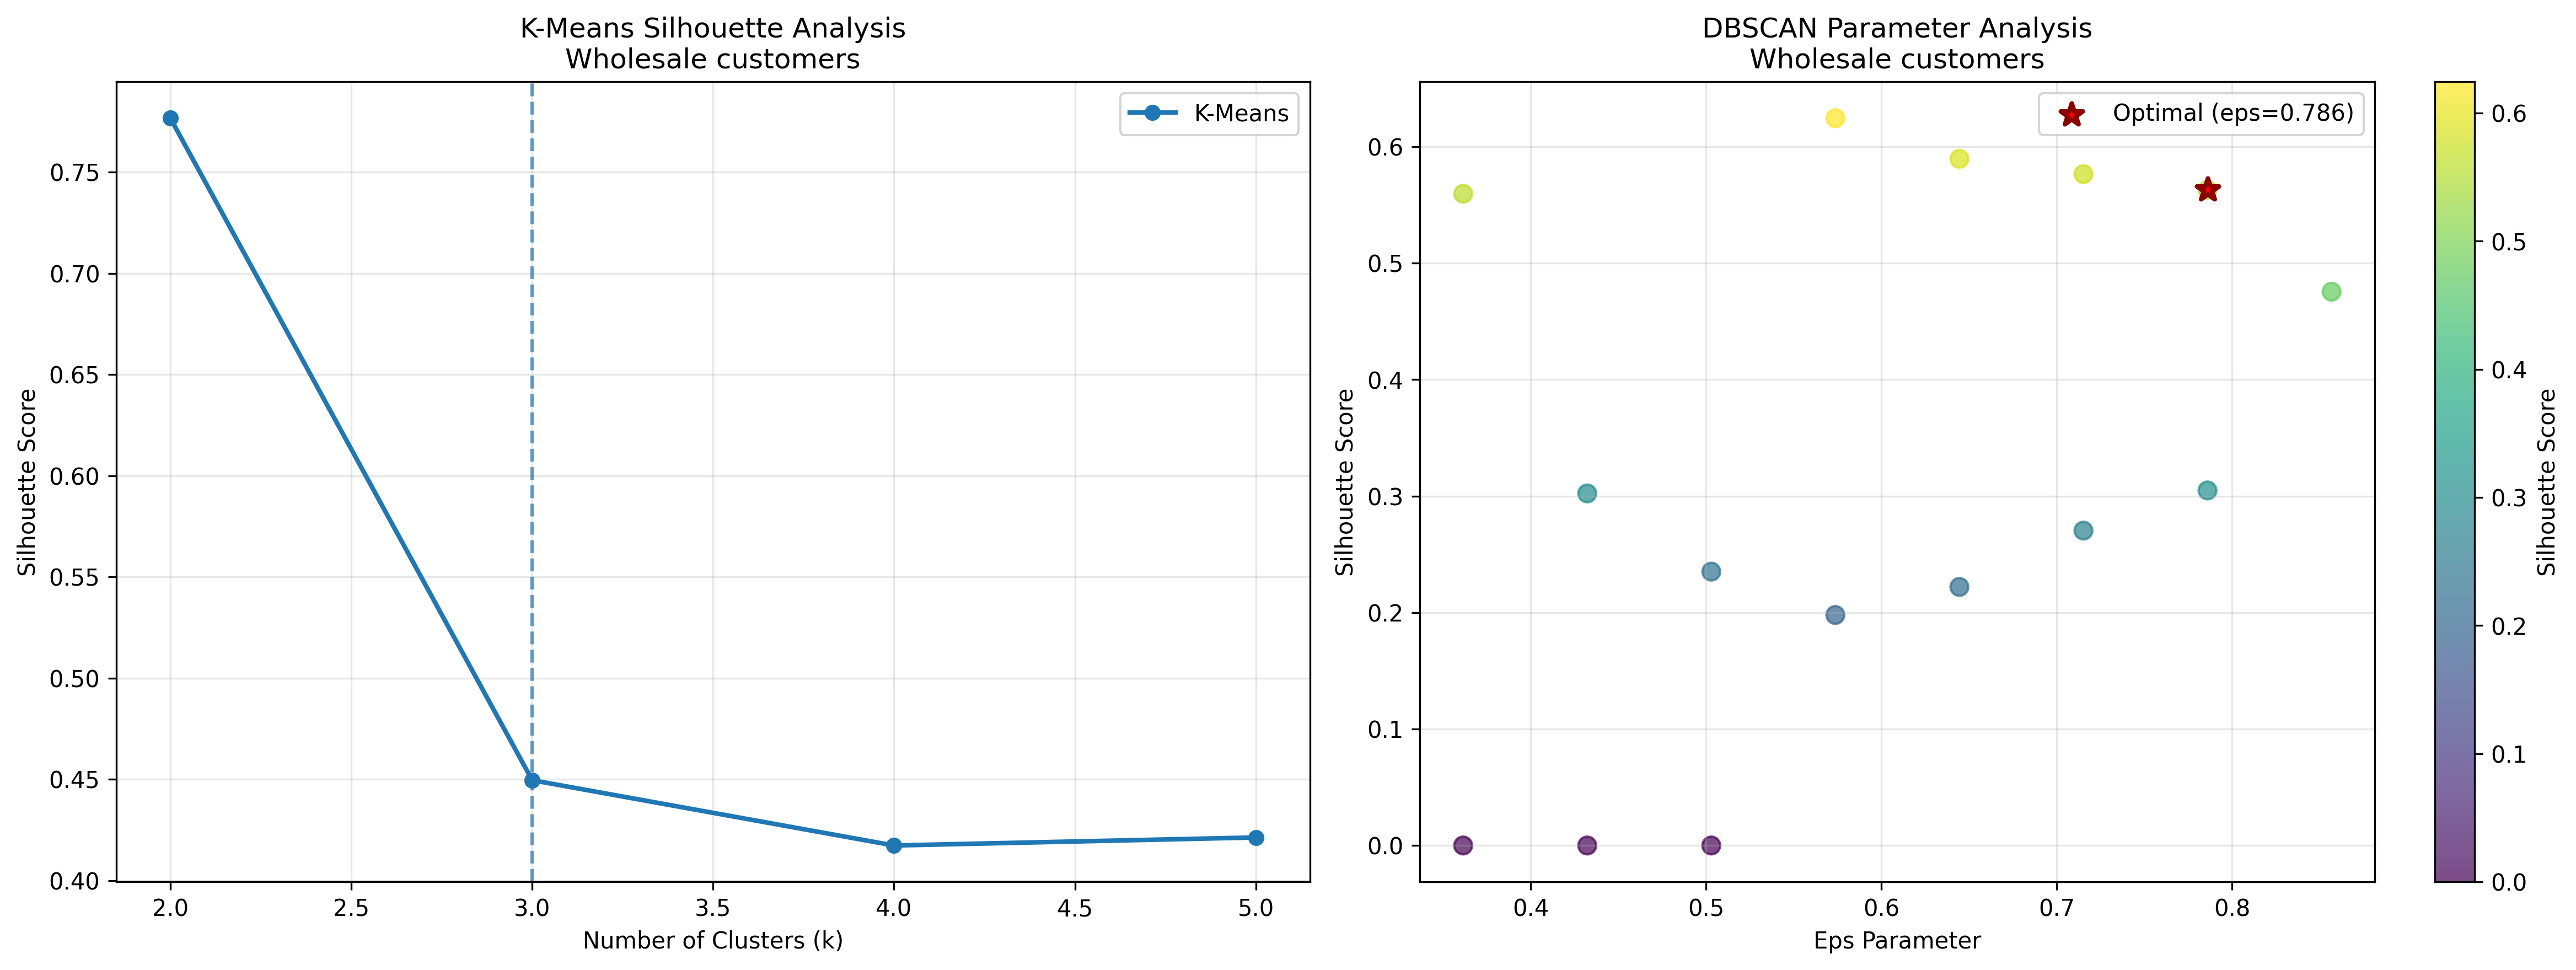 K-Means Silhouette Analysis
Wholesale customers
K-Means
Silhouette Score
0.75
0.70
0.65
0.60
0.55
0.50
0.45
0.40
2.0 2.5 3.0 3.5 4.0 4.5 5.0
Number of Clusters (k)
DBSCAN Parameter Analysis
Wholesale customers
Optimal (eps=0.786)
Silhouette Score
0.6
0.5
0.4
0.3
0.2
0.1
0.0
0.4 0.5 0.6 0.7 0.8
Eps Parameter
0.6
0.5
0.4
0.3
0.2
0.1
0.0
Silhouette Score